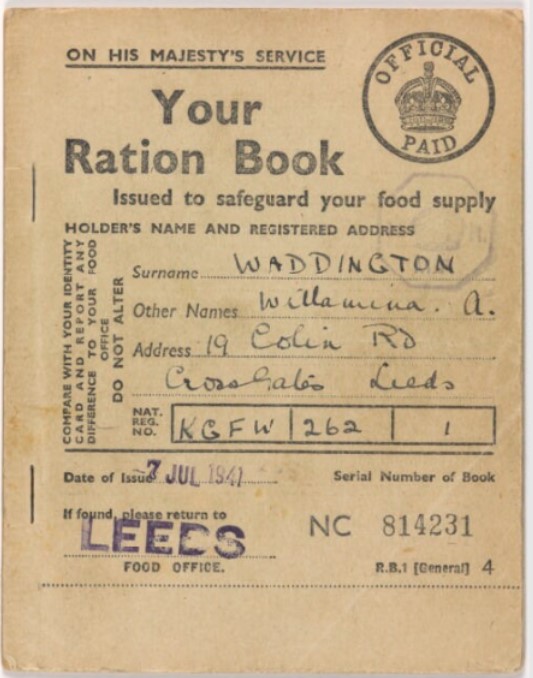 ON HIS MAJESTY'S SERVICE
OFFICIAL
PAID
Your
Ration Book
Issued to safeguard your food supply
HOLDER'S NAME AND REGISTERED ADDRESS
COMPARE WITH YOUR IDENTITY
CARD AND REPORT ANY
DIFFERENCE TO YOUR FOOD
OFFICE
DO NOT ALTER
Surname WADDINGTON
Other Names Willamina. A.
Address 19 Colin RD
CrossGates Leeds
NAT.
REG.
NO.
KGFW 262 1
Date of Issue 7 JUL 1941
Serial Number of Book
If found, please return to
LEEDS
FOOD OFFICE.
NC 814231
R.B.1 [General] 4